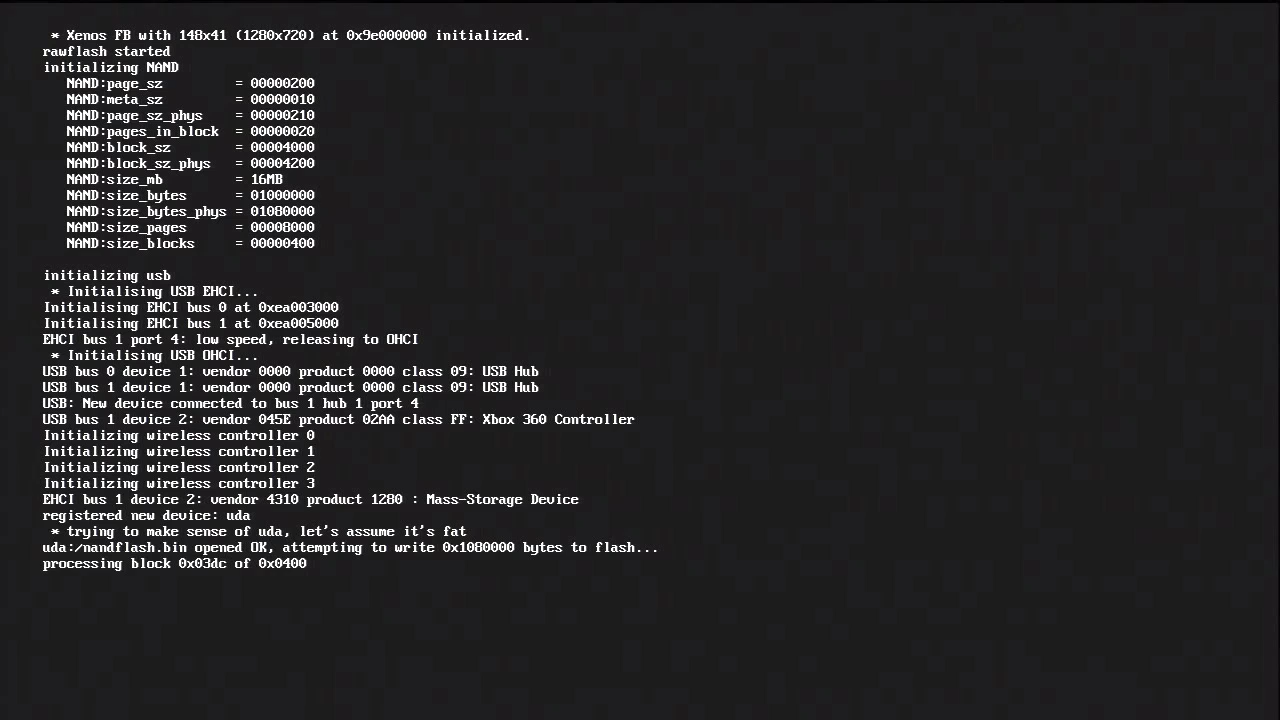 * Xenos FB with 148x41 (1280x720) at 0x9e000000 initialized.
rawflash started
initializing NAND
NAND:page_sz = 00000200
NAND:meta_sz = 00000010
NAND:page_sz_phys = 00000210
NAND:pages_in_block = 00000020
NAND:block_sz = 00004000
NAND:block_sz_phys = 00004200
NAND:size_mb = 16MB
NAND:size_bytes = 01000000
NAND:size_bytes_phys = 01080000
NAND:size_pages = 00008000
NAND:size_blocks = 00000400
initializing usb
* Initialising USB EHCI...
Initialising EHCI bus 0 at 0xea003000
Initialising EHCI bus 1 at 0xea005000
EHCI bus 1 port 4: low speed, releasing to OHCI
* Initialising USB OHCI...
USB bus 0 device 1: vendor 0000 product 0000 class 09: USB Hub
USB bus 1 device 1: vendor 0000 product 0000 class 09: USB Hub
USB: New device connected to bus 1 hub 1 port 4
USB bus 1 device 2: vendor 045E product 02AA class FF: Xbox 360 Controller
Initializing wireless controller 0
Initializing wireless controller 1
Initializing wireless controller 2
Initializing wireless controller 3
EHCI bus 1 device 2: vendor 4310 product 1280 : Mass-Storage Device
registered new device: uda
* trying to make sense of uda, let's assume it's fat
uda:/nandflash.bin opened OK, attempting to write 0x1080000 bytes to flash...
processing block 0x03dc of 0x0400